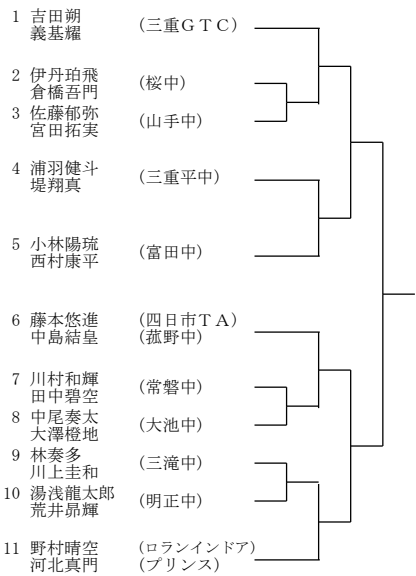 1 吉田朔 (三重GTC)
義基耀
2 伊丹珀飛 (桜中)
倉橋吾門
3 佐藤郁弥 (山手中)
宮田拓実
4 浦羽健斗 (三重平中)
堤翔真
5 小林陽琉 (富田中)
西村康平
6 藤本悠進 (四日市TA)
中島結皇 (菰野中)
7 川村和輝 (常磐中)
田中碧空
8 中尾奏太 (大池中)
大澤橙地
9 林奏多 (三滝中)
川上圭和
10 湯浅龍太郎 (明正中)
荒井昴輝
11 野村晴空 (ロランインドア)
河北真門 (プリンス)